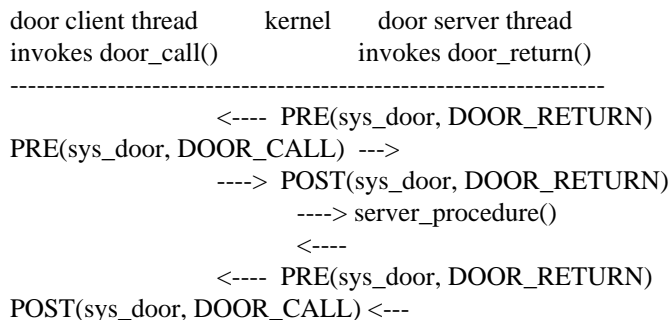 door client thread kernel door server thread
invokes door_call() invokes door_return()
-------------------------------------------------------------------
<---- PRE(sys_door, DOOR_RETURN)
PRE(sys_door, DOOR_CALL) --->
----> POST(sys_door, DOOR_RETURN)
----> server_procedure()
<----
<---- PRE(sys_door, DOOR_RETURN)
POST(sys_door, DOOR_CALL) <---